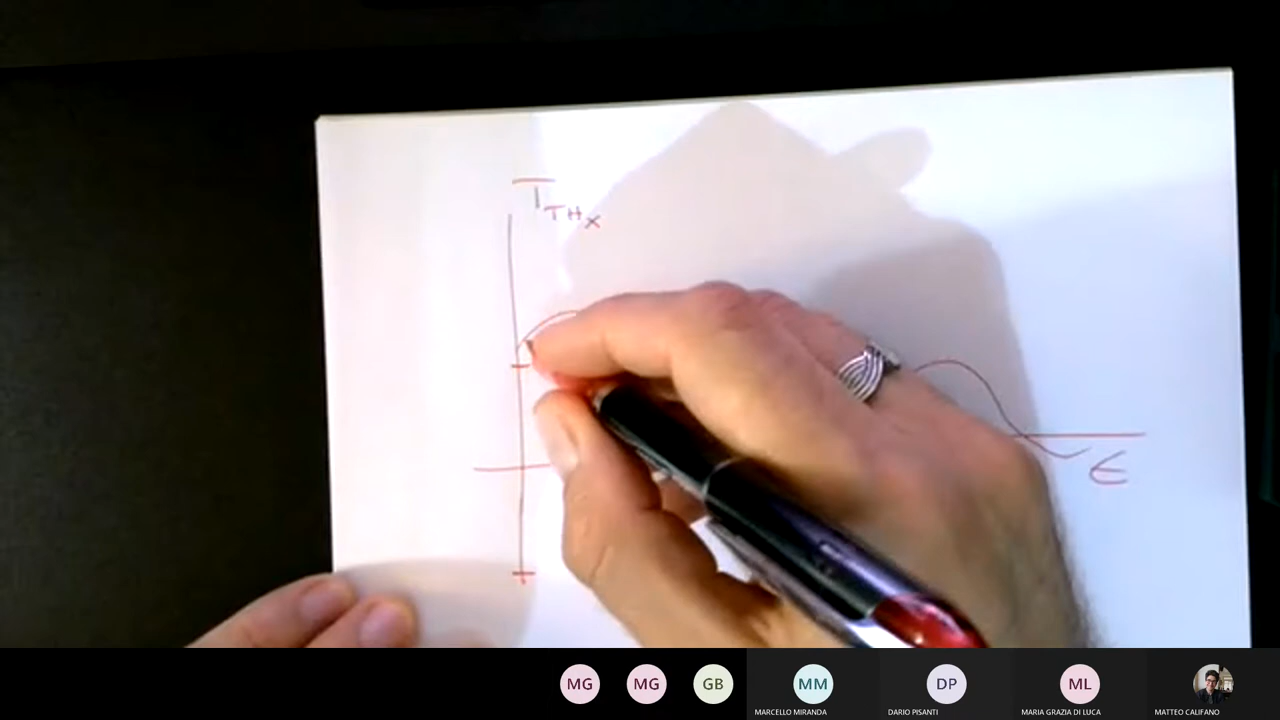 T THx
t
MG MG GB MM DP ML
MARCELLO MIRANDA DARIO PISANTI MARIA GRAZIA DI LUCA MATTEO CALIFANO